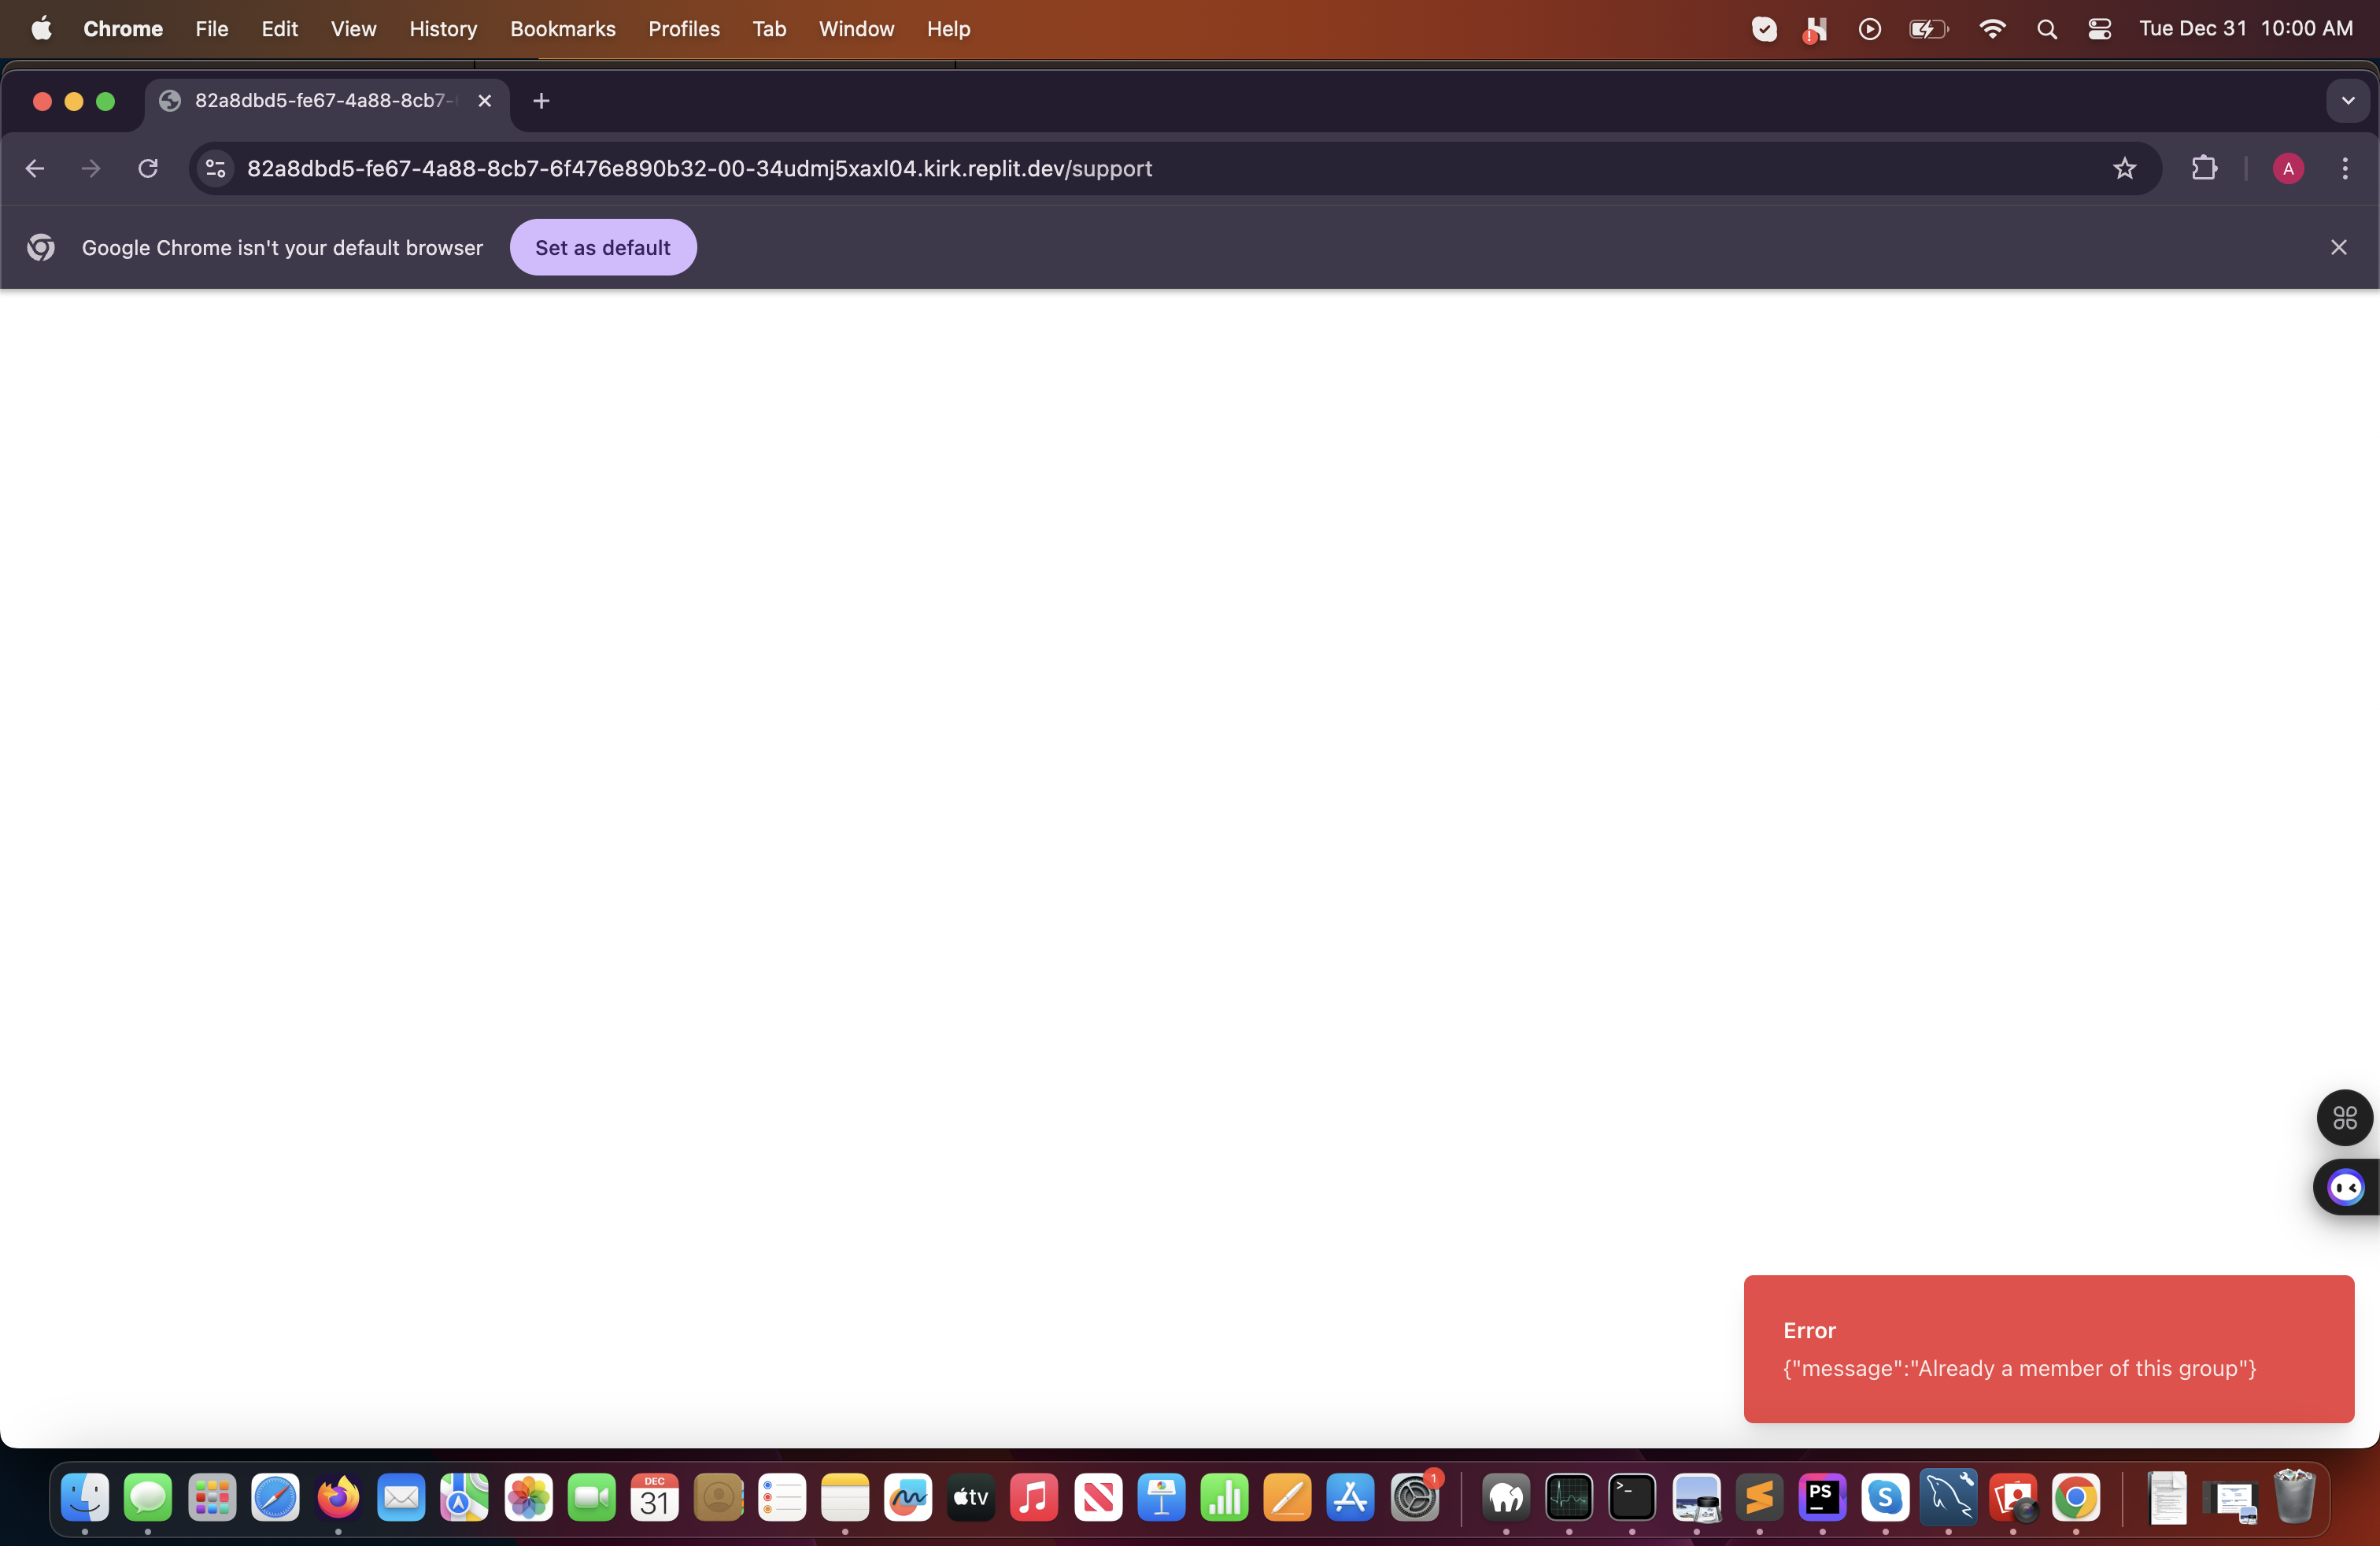 Chrome File Edit View History Bookmarks Profiles Tab Window Help Tue Dec 31 10:00 AM
82a8dbd5-fe67-4a88-8cb7-
82a8dbd5-fe67-4a88-8cb7-6f476e890b32-00-34udmj5xaxl04.kirk.replit.dev/support
A
Google Chrome isn't your default browser Set as default
Error
{"message":"Already a member of this group"}
DEC
31
tv
1
>_
PS
S